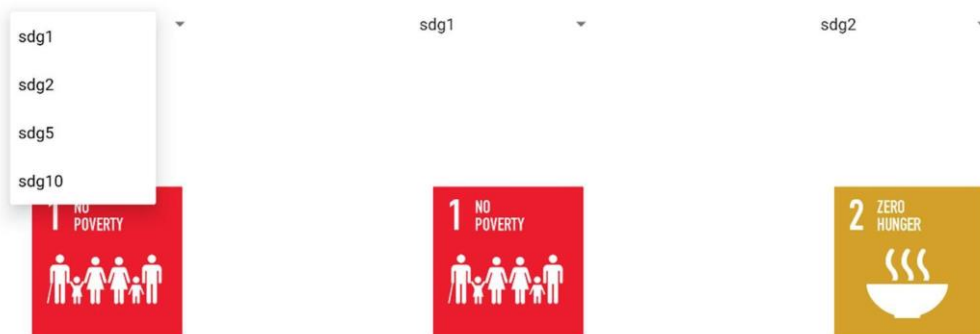 sdg1
sdg2
sdg5
sdg10
1 NO
POVERTY
sdg1
1 NO
POVERTY
sdg2
2 ZERO
HUNGER